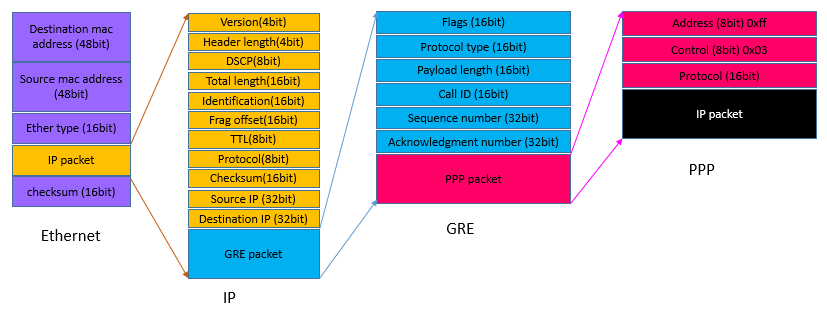 Destination mac
address (48bit)
Source mac address
(48bit)
Ether type (16bit)
IP packet
checksum (16bit)
Ethernet
Version(4bit)
Header length(4bit)
DSCP(8bit)
Total length(16bit)
Identification(16bit)
Frag offset(16bit)
TTL(8bit)
Protocol(8bit)
Checksum(16bit)
Source IP (32bit)
Destination IP (32bit)
GRE packet
IP
Flags (16bit)
Protocol type (16bit)
Payload length (16bit)
Call ID (16bit)
Sequence number (32bit)
Acknowledgment number (32bit)
PPP packet
GRE
Address (8bit) 0xff
Control (8bit) 0x03
Protocol (16bit)
IP packet
PPP